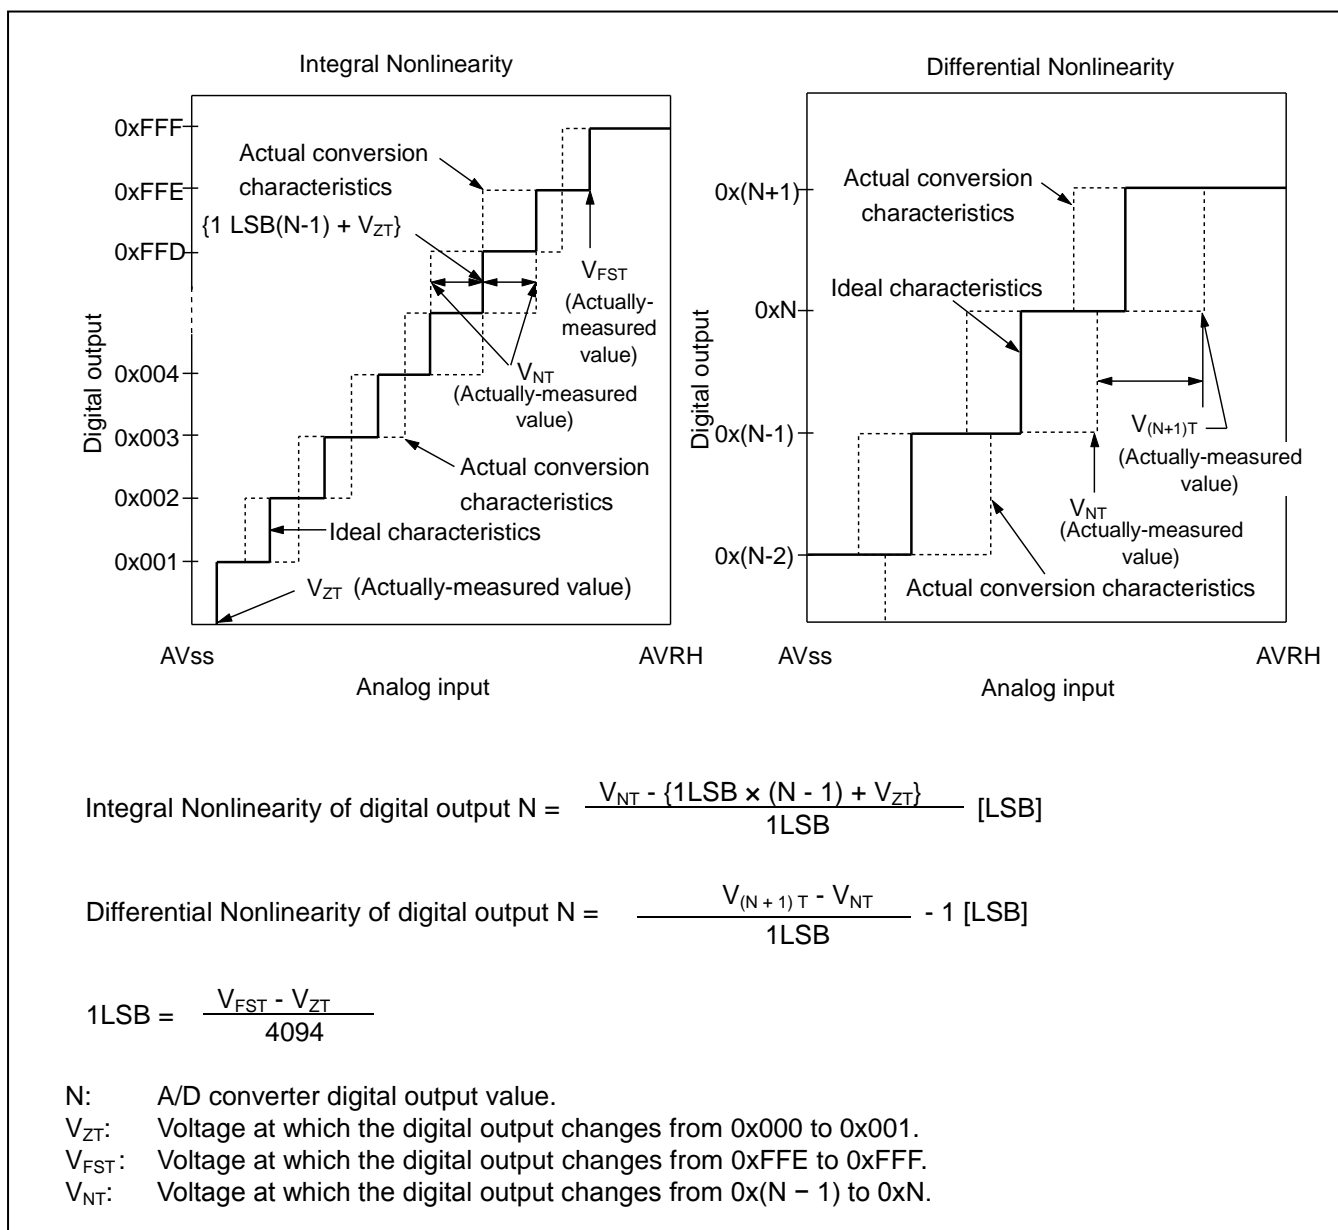 Integral Nonlinearity
0xFFF
0xFFE
0xFFD
0x004
0x003
0x002
0x001
Digital output
Actual conversion
characteristics
{1 LSB(N-1) + VZT}
VFST
(Actually-
measured
value)
VNT
(Actually-measured
value)
Actual conversion
characteristics
Ideal characteristics
VZT (Actually-measured value)
AVss
AVRH
Analog input
Differential Nonlinearity
0x(N+1)
0xN
0x(N-1)
0x(N-2)
Digital output
Actual conversion
characteristics
Ideal characteristics
V(N+1)T
(Actually-measured
value)
VNT
(Actually-measured
value)
Actual conversion characteristics
AVss
AVRH
Analog input
Integral Nonlinearity of digital output N = VNT - {1LSB × (N - 1) + VZT} / 1LSB [LSB]
Differential Nonlinearity of digital output N = V(N + 1) T - VNT / 1LSB - 1 [LSB]
1LSB = VFST - VZT / 4094
N: A/D converter digital output value.
VZT: Voltage at which the digital output changes from 0x000 to 0x001.
VFST: Voltage at which the digital output changes from 0xFFE to 0xFFF.
VNT: Voltage at which the digital output changes from 0x(N − 1) to 0xN.